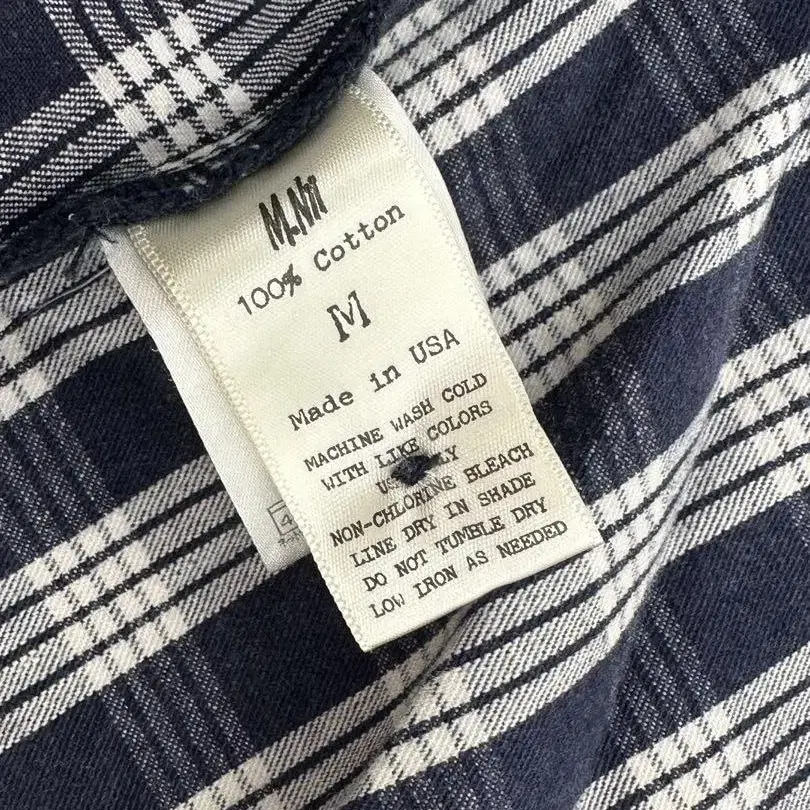 100% Cotton
M
Made in USA
MACHINE WASH COLD
WITH LIKE COLORS
NON-CHLORINE BLEACH
LINE DRY IN SHADE
DO NOT TUMBLE DRY
LOW IRON AS NEEDED